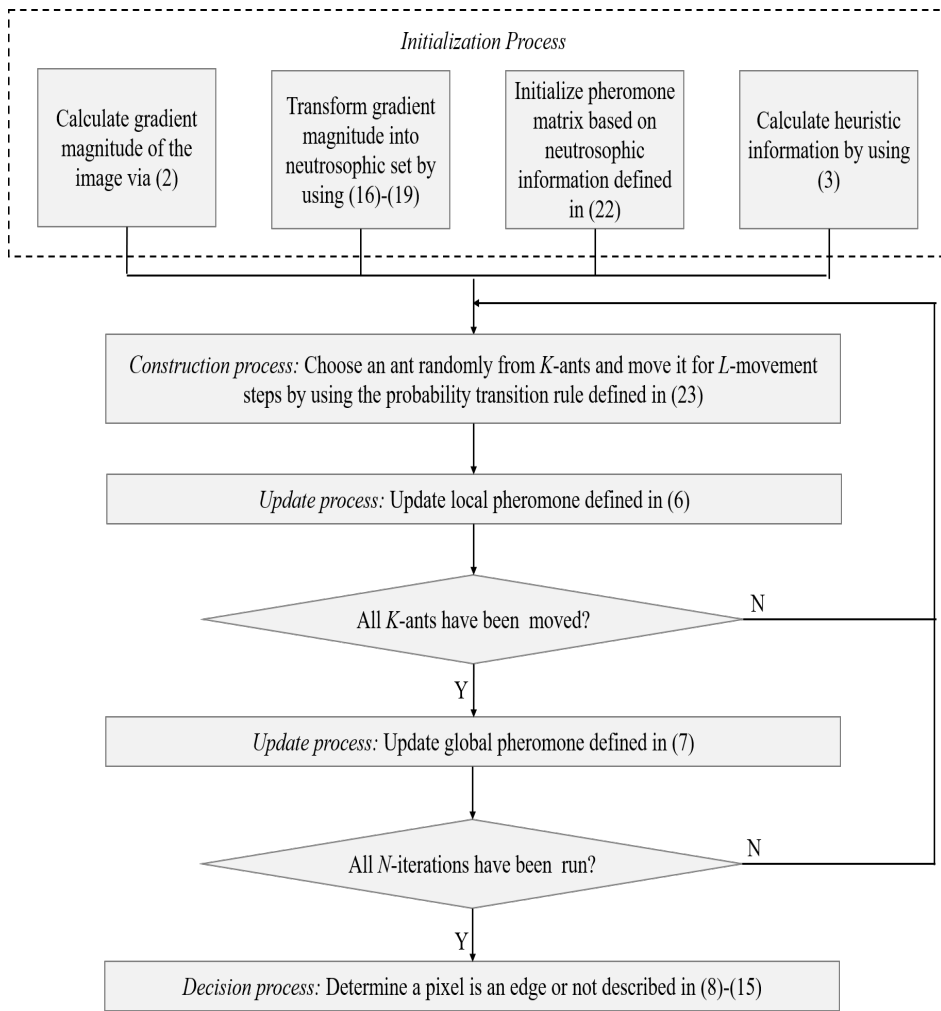 Initialization Process
Calculate gradient
magnitude of the
image via (2)
Transform gradient
magnitude into
neutrosophic set by
using (16)-(19)
Initialize pheromone
matrix based on
neutrosophic
information defined
in (22)
Calculate heuristic
information by using
(3)
Construction process: Choose an ant randomly from K-ants and move it for L-movement
steps by using the probability transition rule defined in (23)
Update process: Update local pheromone defined in (6)
All K-ants have been moved?
N
Y
Update process: Update global pheromone defined in (7)
All N-iterations have been run?
N
Y
Decision process: Determine a pixel is an edge or not described in (8)-(15)